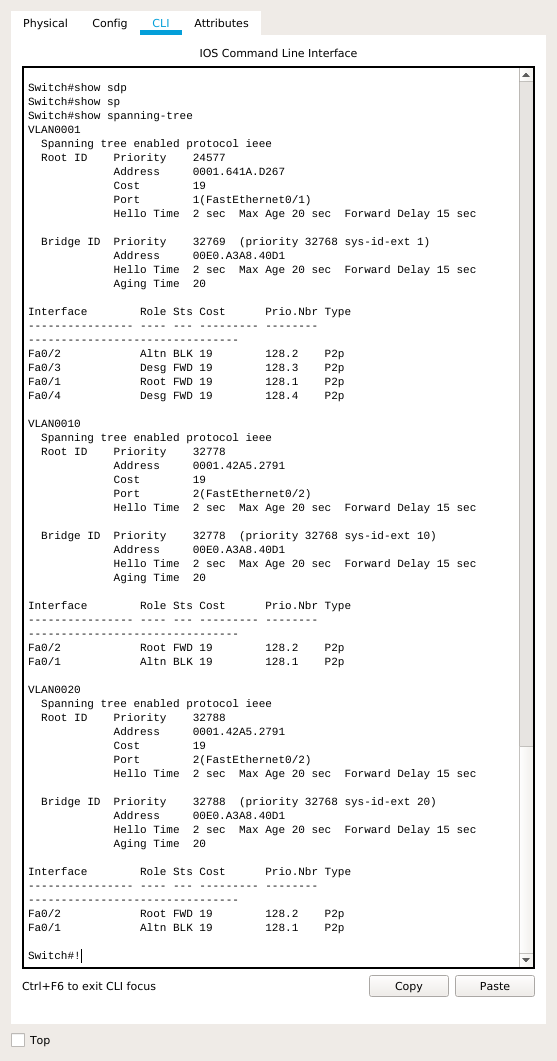 Physical Config CLI Attributes
IOS Command Line Interface
Switch#show sdp
Switch#show sp
Switch#show spanning-tree
VLAN0001
  Spanning tree enabled protocol ieee
  Root ID    Priority    24577
             Address     0001.641A.D267
             Cost        19
             Port        1(FastEthernet0/1)
             Hello Time  2 sec  Max Age 20 sec  Forward Delay 15 sec

  Bridge ID  Priority    32769  (priority 32768 sys-id-ext 1)
             Address     00E0.A3A8.40D1
             Hello Time  2 sec  Max Age 20 sec  Forward Delay 15 sec
             Aging Time  20

Interface        Role Sts Cost      Prio.Nbr Type
---------------- ---- --- --------- --------
--------------------------------
Fa0/2            Altn BLK 19        128.2    P2p
Fa0/3            Desg FWD 19        128.3    P2p
Fa0/1            Root FWD 19        128.1    P2p
Fa0/4            Desg FWD 19        128.4    P2p

VLAN0010
  Spanning tree enabled protocol ieee
  Root ID    Priority    32778
             Address     0001.42A5.2791
             Cost        19
             Port        2(FastEthernet0/2)
             Hello Time  2 sec  Max Age 20 sec  Forward Delay 15 sec

  Bridge ID  Priority    32778  (priority 32768 sys-id-ext 10)
             Address     00E0.A3A8.40D1
             Hello Time  2 sec  Max Age 20 sec  Forward Delay 15 sec
             Aging Time  20

Interface        Role Sts Cost      Prio.Nbr Type
---------------- ---- --- --------- --------
--------------------------------
Fa0/2            Root FWD 19        128.2    P2p
Fa0/1            Altn BLK 19        128.1    P2p

VLAN0020
  Spanning tree enabled protocol ieee
  Root ID    Priority    32788
             Address     0001.42A5.2791
             Cost        19
             Port        2(FastEthernet0/2)
             Hello Time  2 sec  Max Age 20 sec  Forward Delay 15 sec

  Bridge ID  Priority    32788  (priority 32768 sys-id-ext 20)
             Address     00E0.A3A8.40D1
             Hello Time  2 sec  Max Age 20 sec  Forward Delay 15 sec
             Aging Time  20

Interface        Role Sts Cost      Prio.Nbr Type
---------------- ---- --- --------- --------
--------------------------------
Fa0/2            Root FWD 19        128.2    P2p
Fa0/1            Altn BLK 19        128.1    P2p

Switch#!
Ctrl+F6 to exit CLI focus Copy Paste
Top